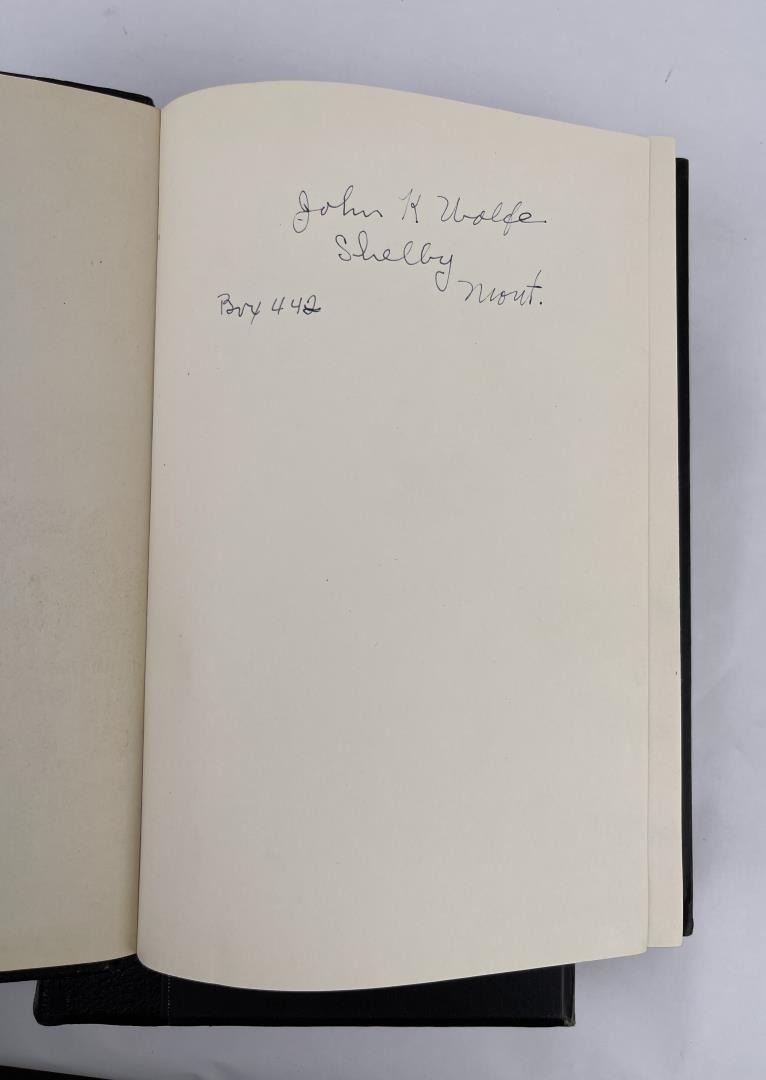 John K Wolfe
Shelby
Mont.
Box 442